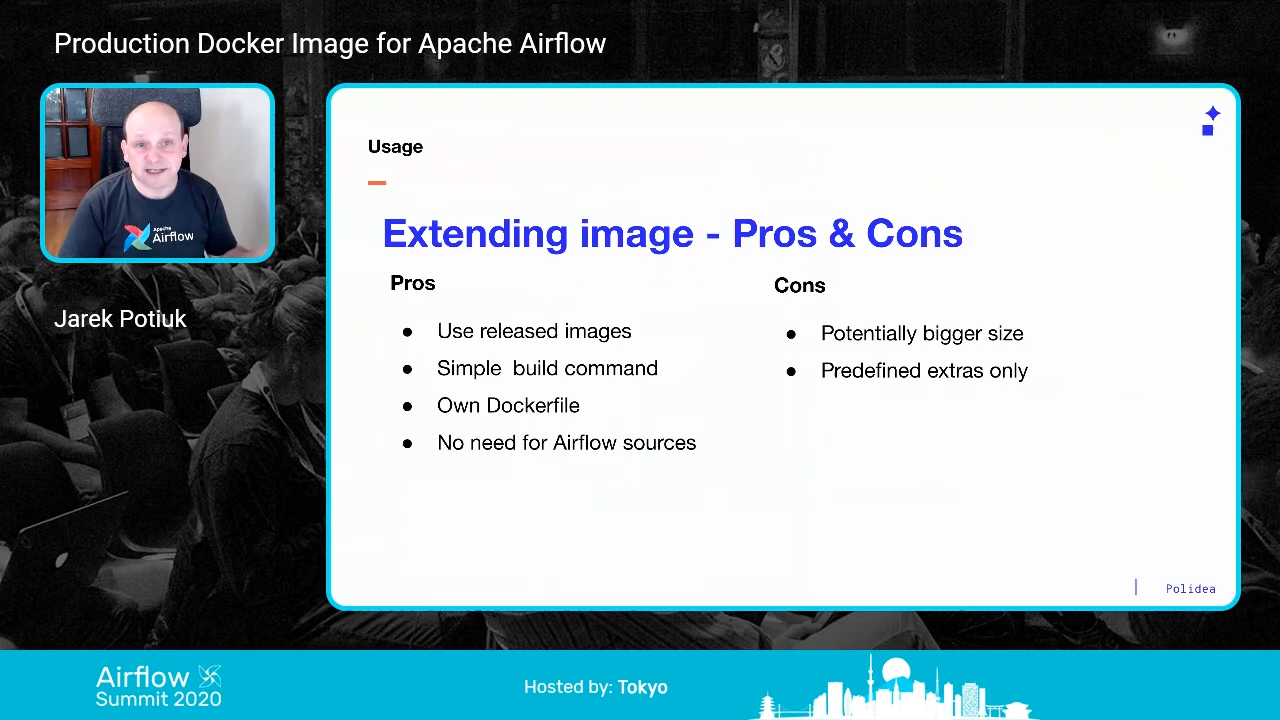 Production Docker Image for Apache Airflow
Apache
Airflow
Jarek Potiuk
Usage
Extending image - Pros & Cons
Pros
● Use released images
● Simple build command
● Own Dockerfile
● No need for Airflow sources
Cons
● Potentially bigger size
● Predefined extras only
Polidea
Airflow
Summit 2020
Hosted by: Tokyo